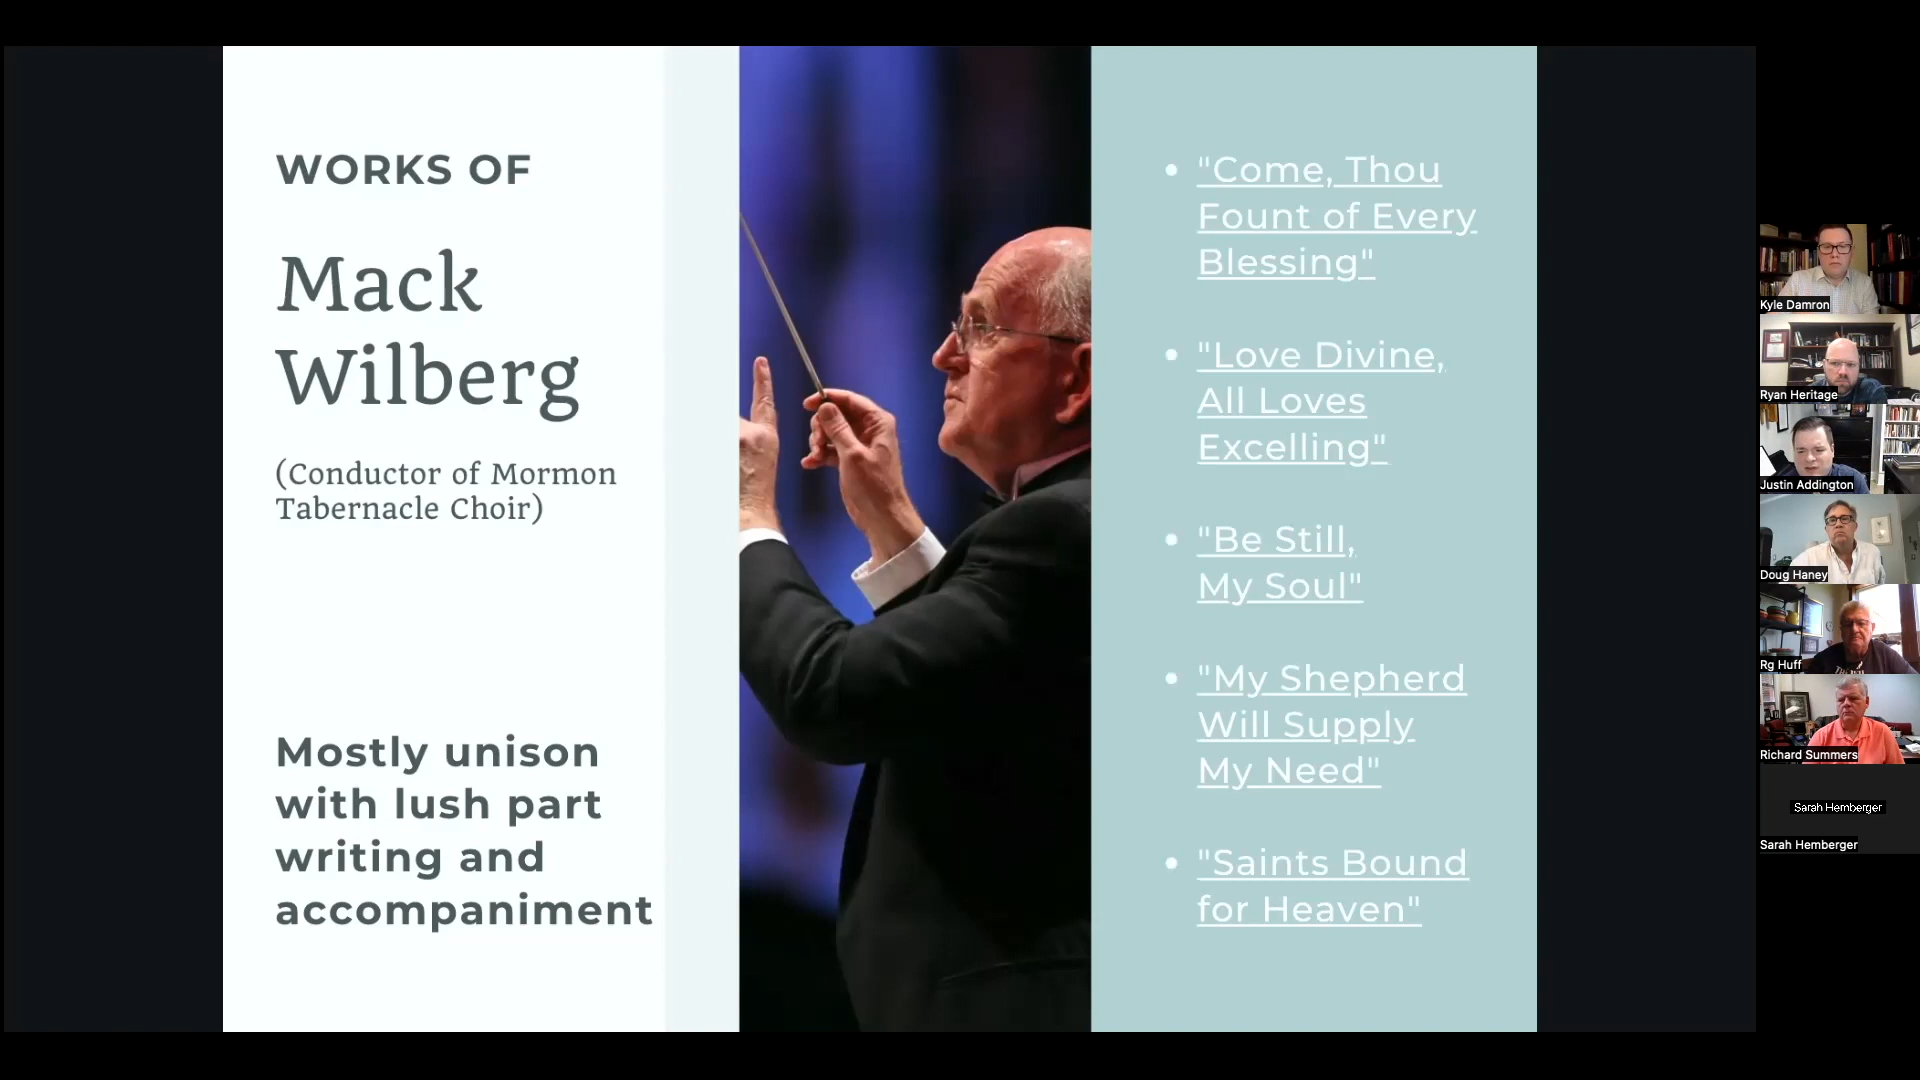 WORKS OF
Mack
Wilberg
(Conductor of Mormon
Tabernacle Choir)
Mostly unison
with lush part
writing and
accompaniment
• "Come, Thou
Fount of Every
Blessing"
• "Love Divine,
All Loves
Excelling"
• "Be Still,
My Soul"
• "My Shepherd
Will Supply
My Need"
• "Saints Bound
for Heaven"
Kyle Damron
Ryan Heritage
Justin Addington
Doug Haney
Rg Huff
Richard Summers
Sarah Hemberger
Sarah Hemberger